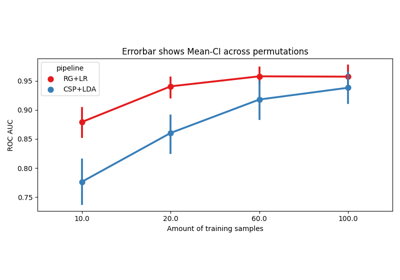 Errorbar shows Mean-CI across permutations
pipeline
RG+LR
CSP+LDA
0.95
0.90
0.85
0.80
0.75
ROC AUC
10.0 20.0 60.0 100.0
Amount of training samples